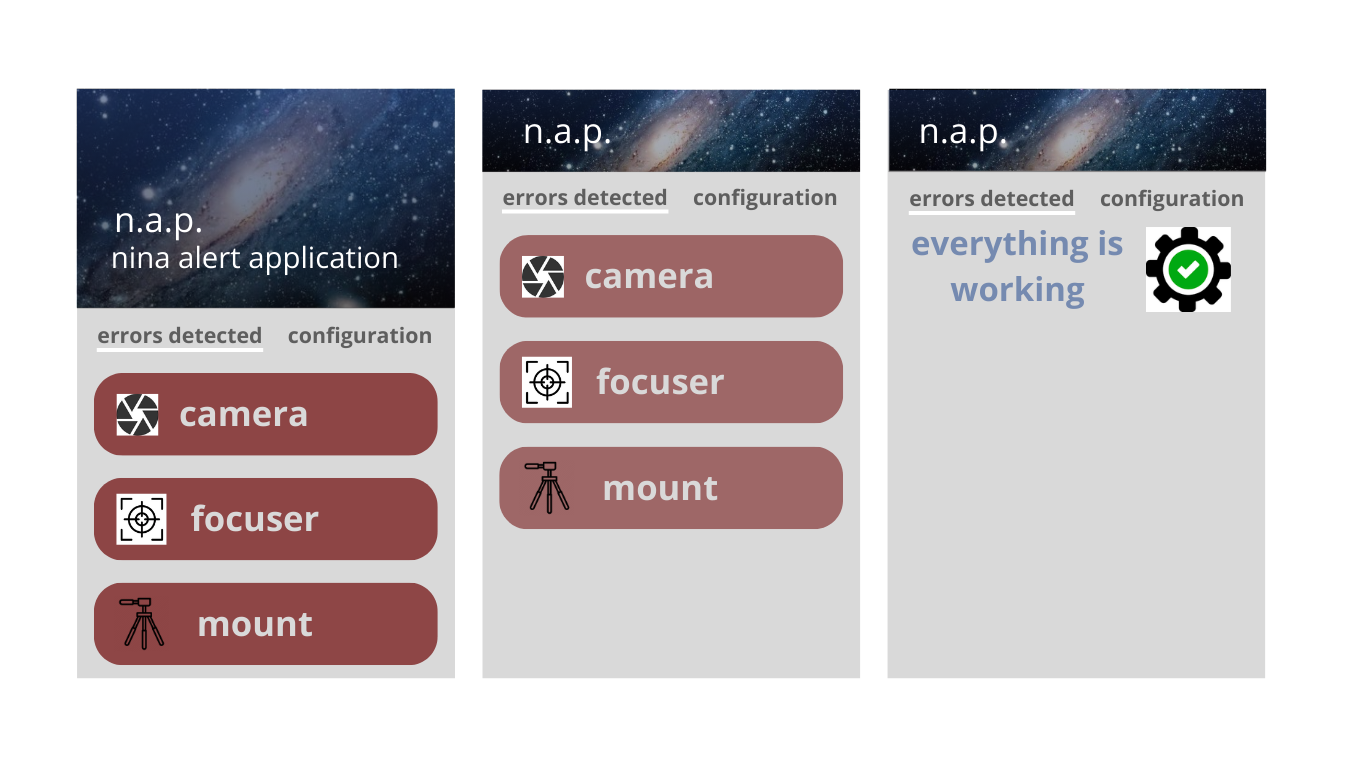 n.a.p.
nina alert application
errors detected configuration
camera
focuser
mount
n.a.p.
errors detected configuration
camera
focuser
mount
n.a.p.
errors detected configuration
everything is
working